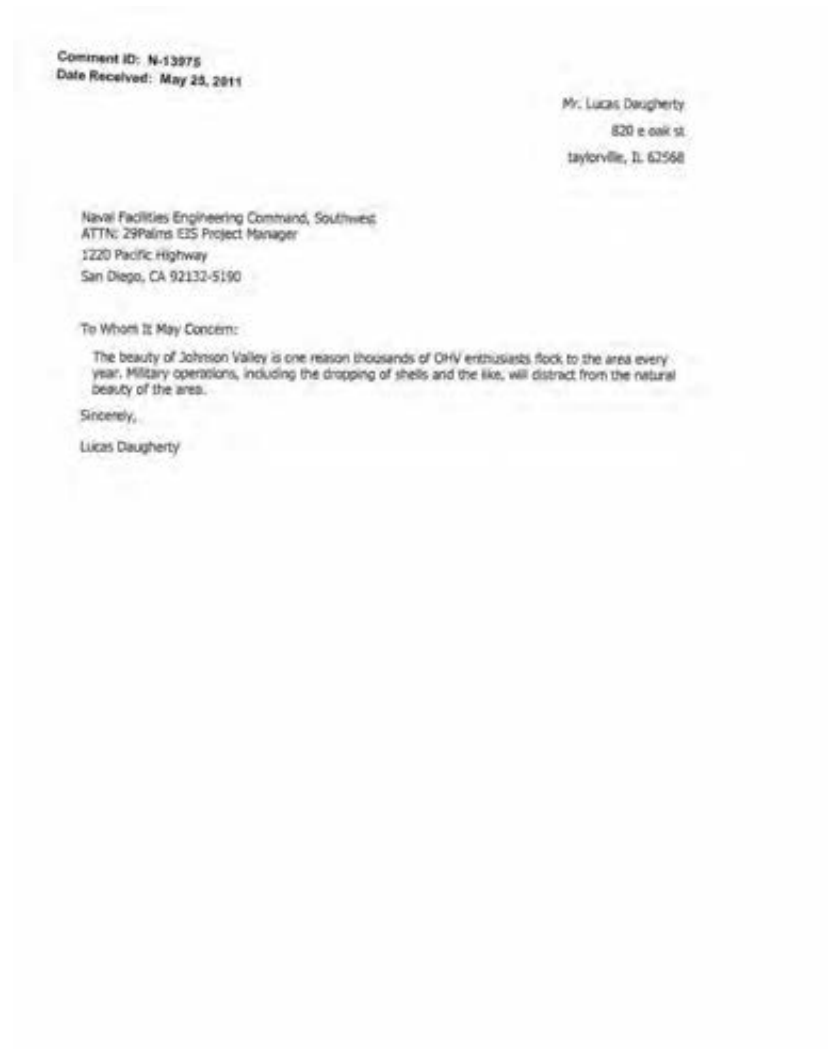 Comment ID: N-13975
Date Received: May 25, 2011
Mr. Lucas Daugherty
820 e oak st
taylorville, IL 62568
Naval Facilities Engineering Command, Southwest
ATTN: 29Palms EIS Project Manager
1220 Pacific Highway
San Diego, CA 92132-5190
To Whom It May Concern:
The beauty of Johnson Valley is one reason thousands of OHV enthusiasts flock to the area every
year. Military operations, including the dropping of shells and the like, will distract from the natural
beauty of the area.
Sincerely,
Lucas Daugherty